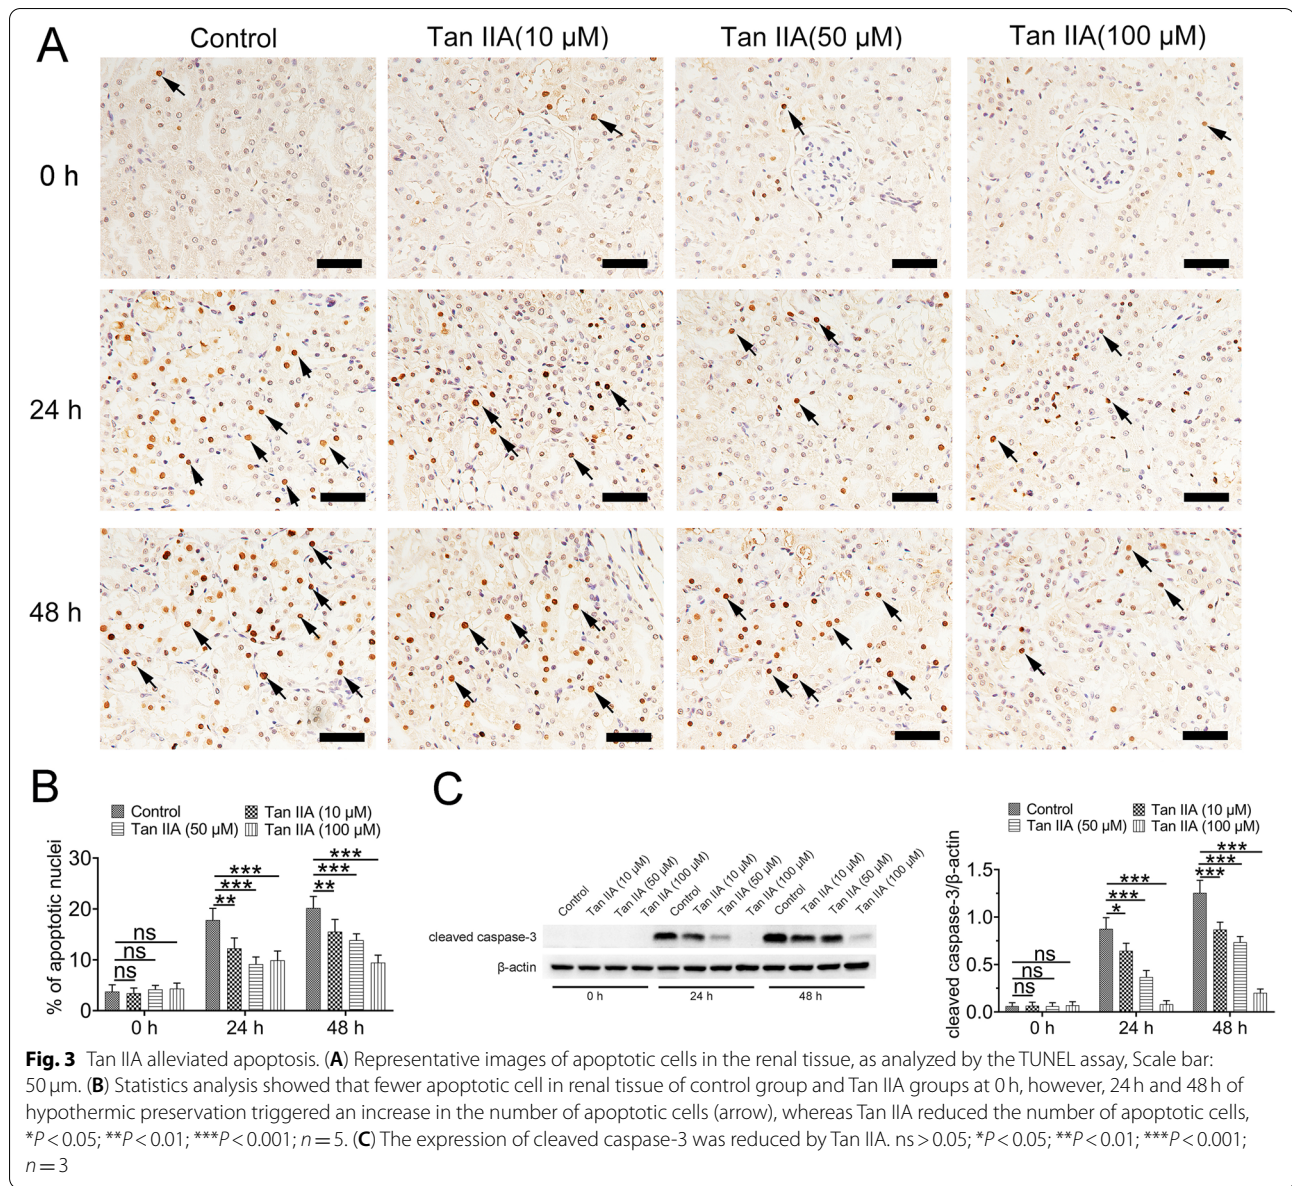 A
Control
Tan IIA(10 µM)
Tan IIA(50 µM)
Tan IIA(100 µM)
0 h
24 h
48 h
B
Control
Tan IIA (10 µM)
Tan IIA (50 µM)
Tan IIA (100 µM)
% of apoptotic nuclei
30
20
10
0
ns
ns
ns
**
***
***
**
***
***
0 h
24 h
48 h
C
Control
Tan IIA (10 µM)
Tan IIA (50 µM)
Tan IIA (100 µM)
Control
Tan IIA (10 µM)
Tan IIA (50 µM)
Tan IIA (100 µM)
Control
Tan IIA (10 µM)
Tan IIA (50 µM)
Tan IIA (100 µM)
cleaved caspase-3
β-actin
0 h
24 h
48 h
Control
Tan IIA (10 µM)
Tan IIA (50 µM)
Tan IIA (100 µM)
cleaved caspase-3/β-actin
1.5
1.0
0.5
0.0
ns
ns
ns
*
***
***
***
***
***
0 h
24 h
48 h
Fig. 3 Tan IIA alleviated apoptosis. (A) Representative images of apoptotic cells in the renal tissue, as analyzed by the TUNEL assay, Scale bar:
50 µm. (B) Statistics analysis showed that fewer apoptotic cell in renal tissue of control group and Tan IIA groups at 0 h, however, 24 h and 48 h of
hypothermic preservation triggered an increase in the number of apoptotic cells (arrow), whereas Tan IIA reduced the number of apoptotic cells,
*P < 0.05; **P < 0.01; ***P < 0.001; n = 5. (C) The expression of cleaved caspase-3 was reduced by Tan IIA. ns > 0.05; *P < 0.05; **P < 0.01; ***P < 0.001;
n = 3